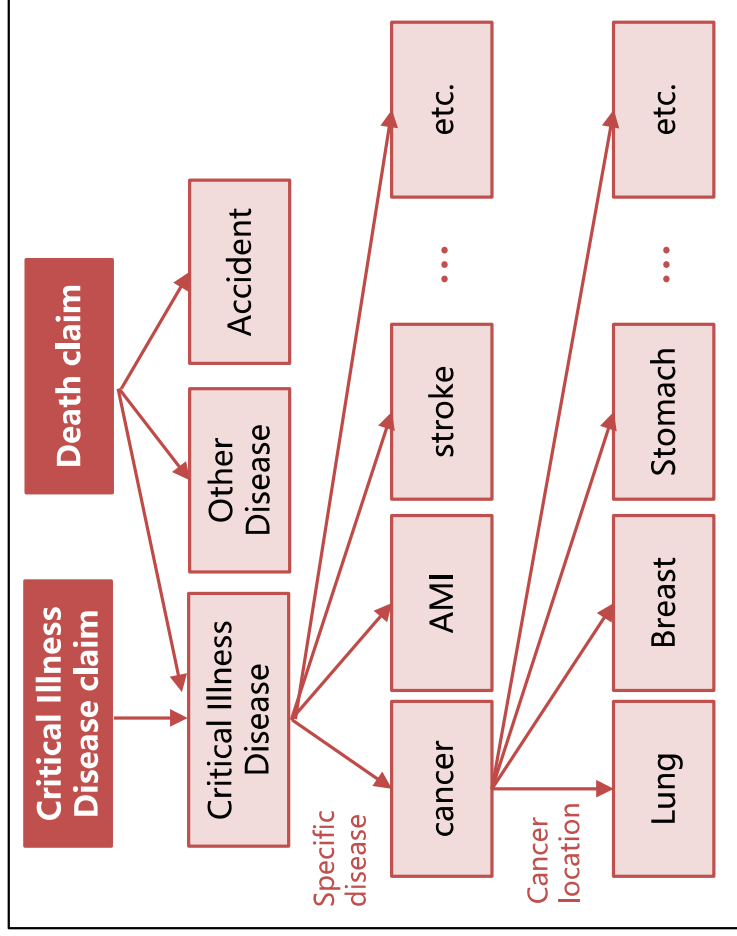 Critical Illness
Disease claim
Death claim
Critical Illness
Disease
Other
Disease
Accident
Specific
disease
cancer
AMI
stroke
...
etc.
Cancer
location
Lung
Breast
Stomach
...
etc.